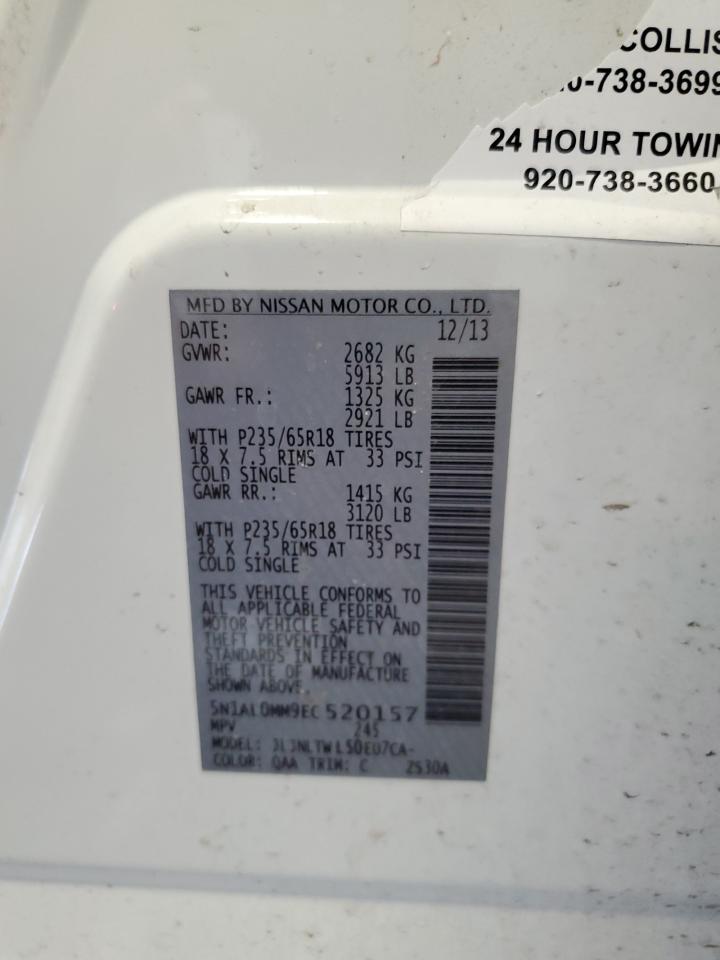 COLLIS
0-738-3699
24 HOUR TOWIN
920-738-3660
MFD BY NISSAN MOTOR CO., LTD.
DATE: 12/13
GVWR: 2682 KG
5913 LB
GAWR FR.: 1325 KG
2921 LB
WITH P235/65R18 TIRES
18 X 7.5 RIMS AT 33 PSI
COLD SINGLE
GAWR RR.: 1415 KG
3120 LB
WITH P235/65R18 TIRES
18 X 7.5 RIMS AT 33 PSI
COLD SINGLE
THIS VEHICLE CONFORMS TO
ALL APPLICABLE FEDERAL
MOTOR VEHICLE SAFETY AND
THEFT PREVENTION
STANDARDS IN EFFECT ON
THE DATE OF MANUFACTURE
SHOWN ABOVE.
5N1AL0MM9EC520157
MPV 245
MODEL:
COLOR: QAA TRIM: C 2S30A